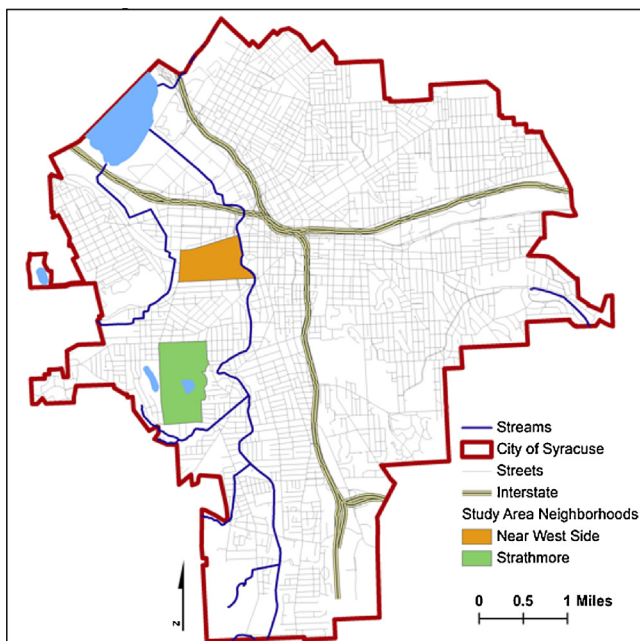 Streams
City of Syracuse
Streets
Interstate
Study Area Neighborhoods
Near West Side
Strathmore
0 0.5 1 Miles
N